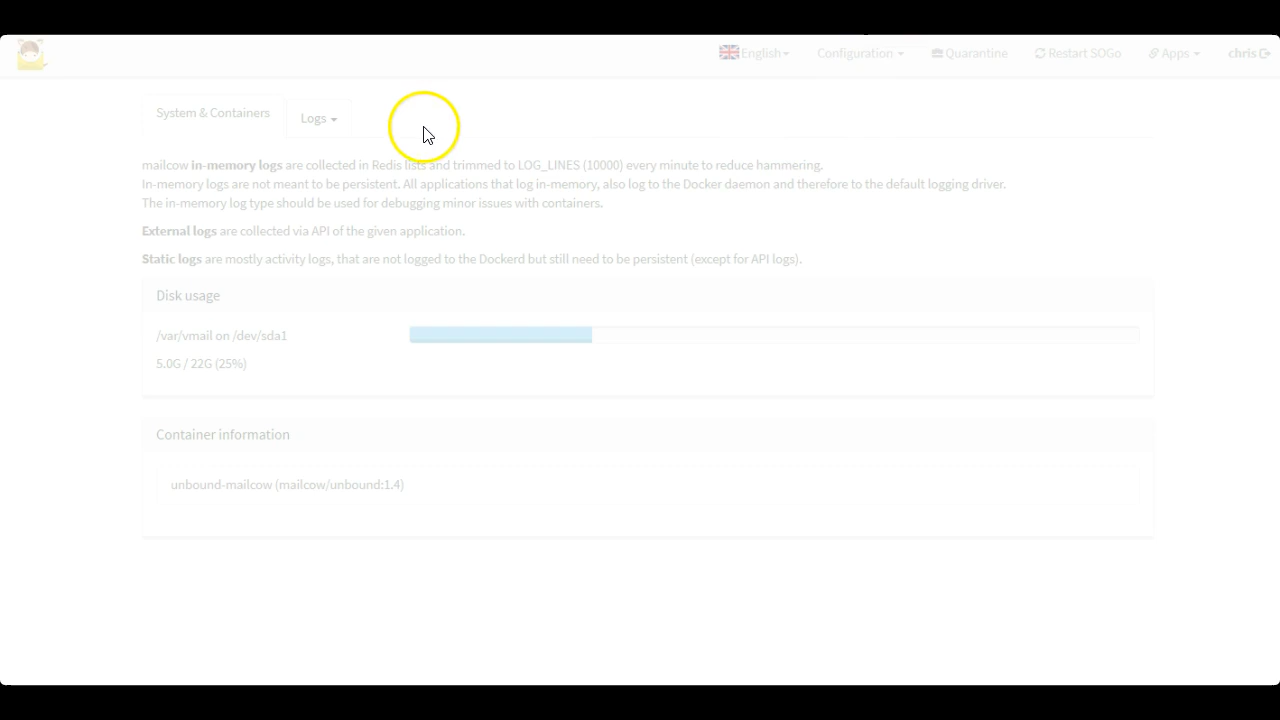 English Configuration Quarantine Restart SOGo Apps chris
System & Containers Logs
mailcow in-memory logs are collected in Redis lists and trimmed to LOG_LINES (10000) every minute to reduce hammering.
In-memory logs are not meant to be persistent. All applications that log in-memory, also log to the Docker daemon and therefore to the default logging driver.
The in-memory log type should be used for debugging minor issues with containers.
External logs are collected via API of the given application.
Static logs are mostly activity logs, that are not logged to the Dockerd but still need to be persistent (except for API logs).
Disk usage
/var/vmail on /dev/sda1
5.0G / 22G (25%)
Container information
unbound-mailcow (mailcow/unbound:1.4)